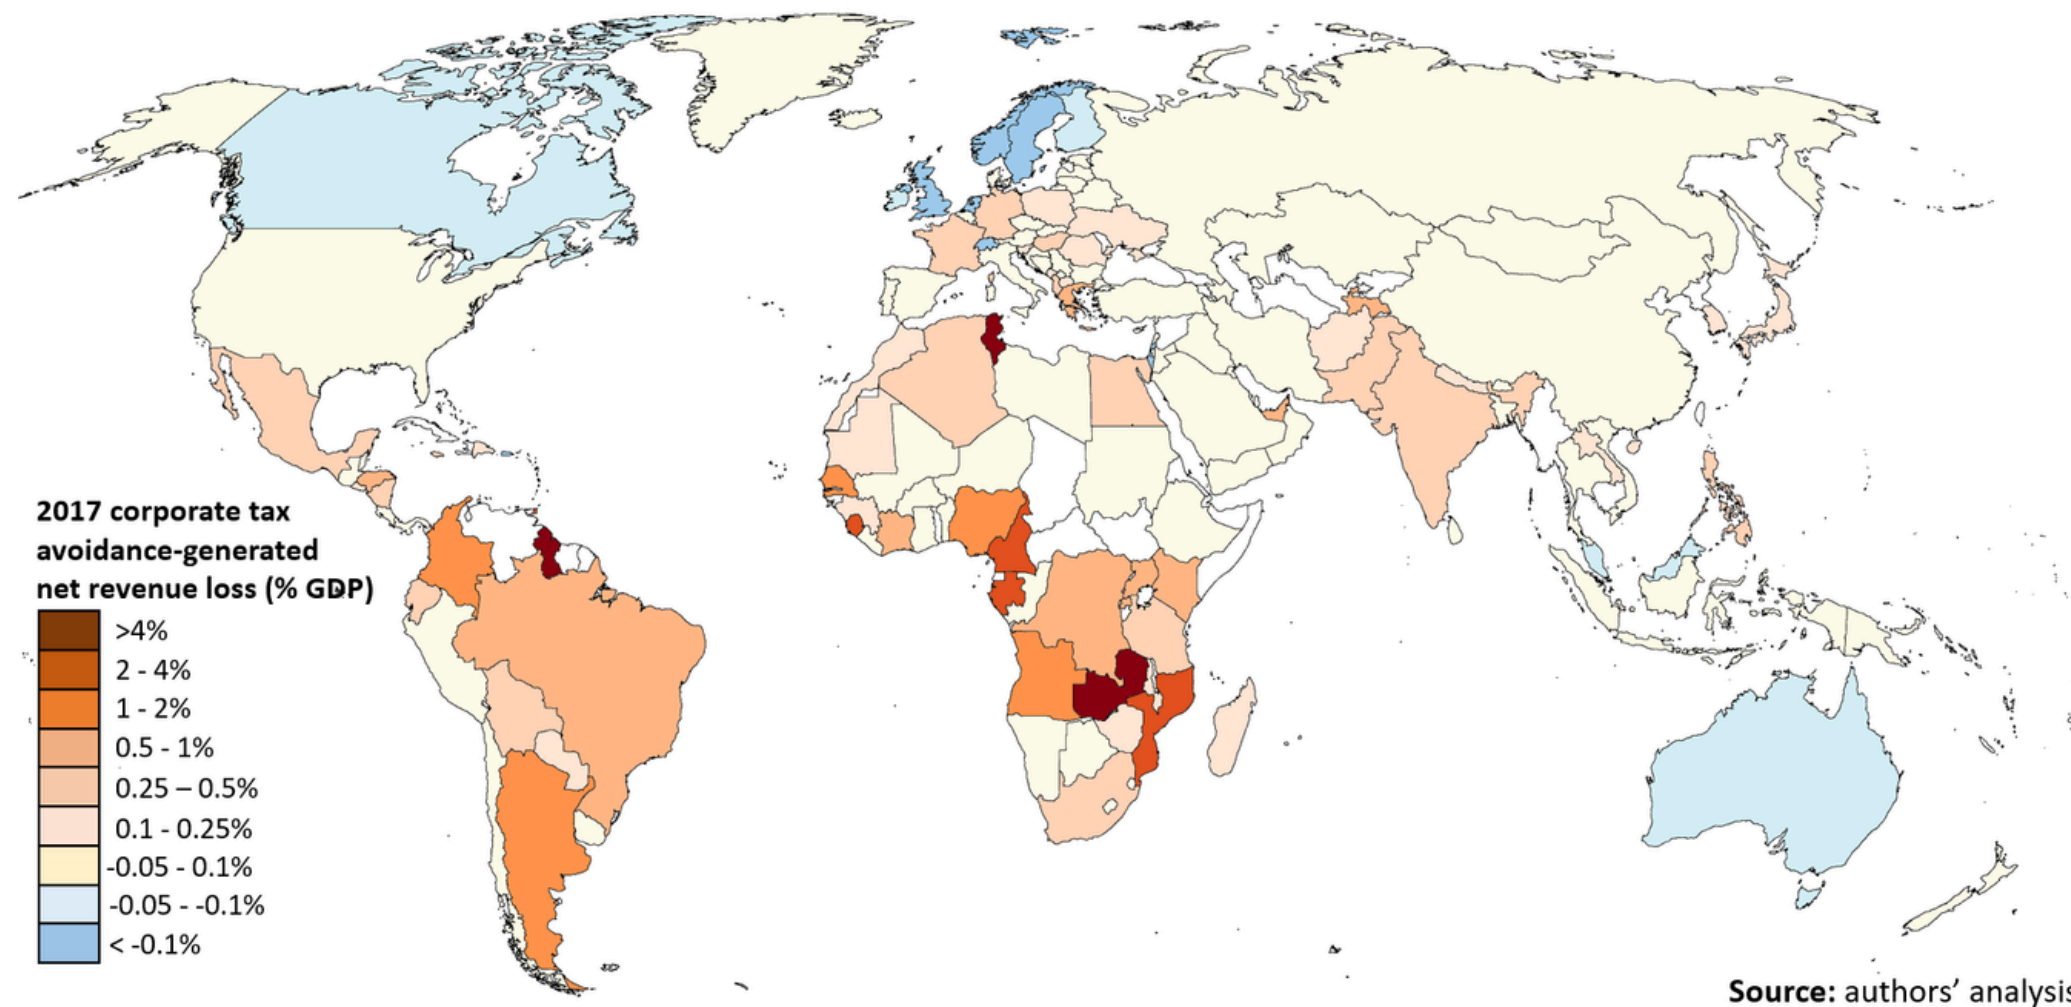 2017 corporate tax
avoidance-generated
net revenue loss (% GDP)
>4%
2 - 4%
1 - 2%
0.5 - 1%
0.25 – 0.5%
0.1 - 0.25%
-0.05 - 0.1%
-0.05 - -0.1%
< -0.1%
Source: authors’ analysis